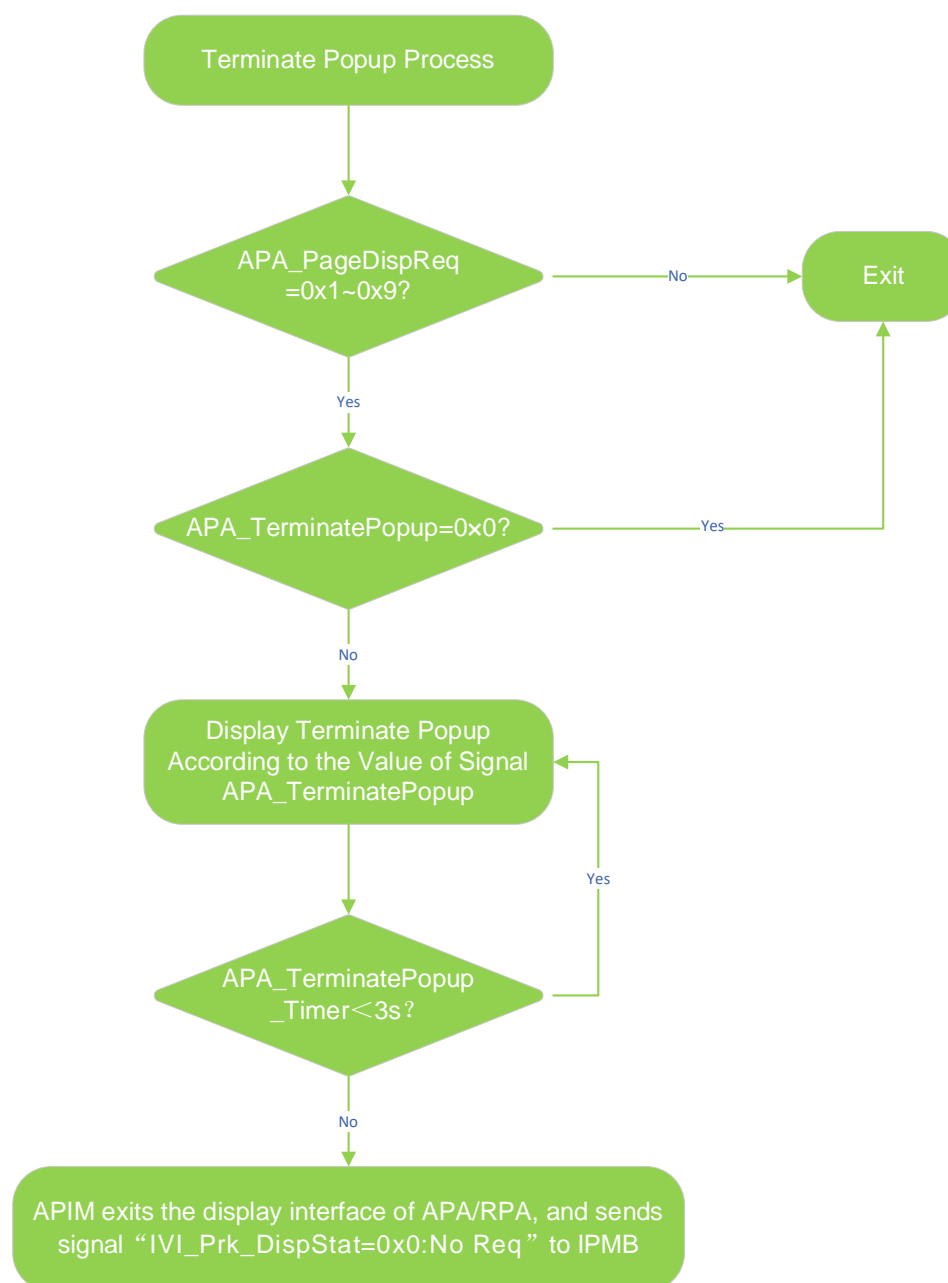 Terminate Popup Process
APA_PageDispReq
=0x1~0x9?
No
Exit
Yes
APA_TerminatePopup=0×0?
Yes
No
Display Terminate Popup
According to the Value of Signal
APA_TerminatePopup
Yes
APA_TerminatePopup
_Timer＜3s？
No
APIM exits the display interface of APA/RPA, and sends
signal “IVI_Prk_DispStat=0x0:No Req” to IPMB